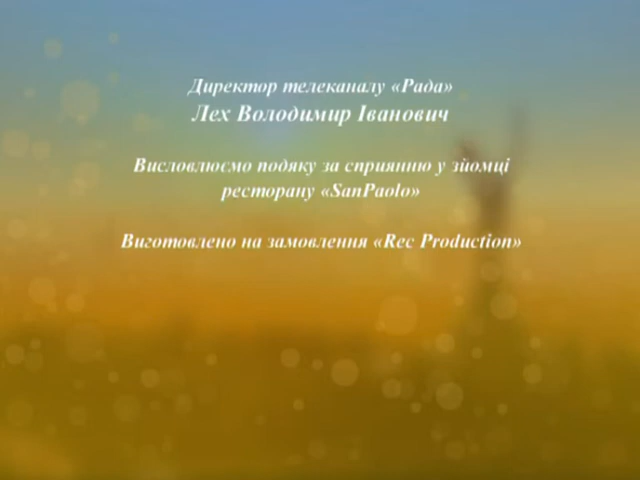 Директор телеканалу «Рада»
Лех Володимир Іванович
Висловлюємо подяку за сприянню у зйомці
ресторану «SanPaolo»
Виготовлено на замовлення «Rec Production»